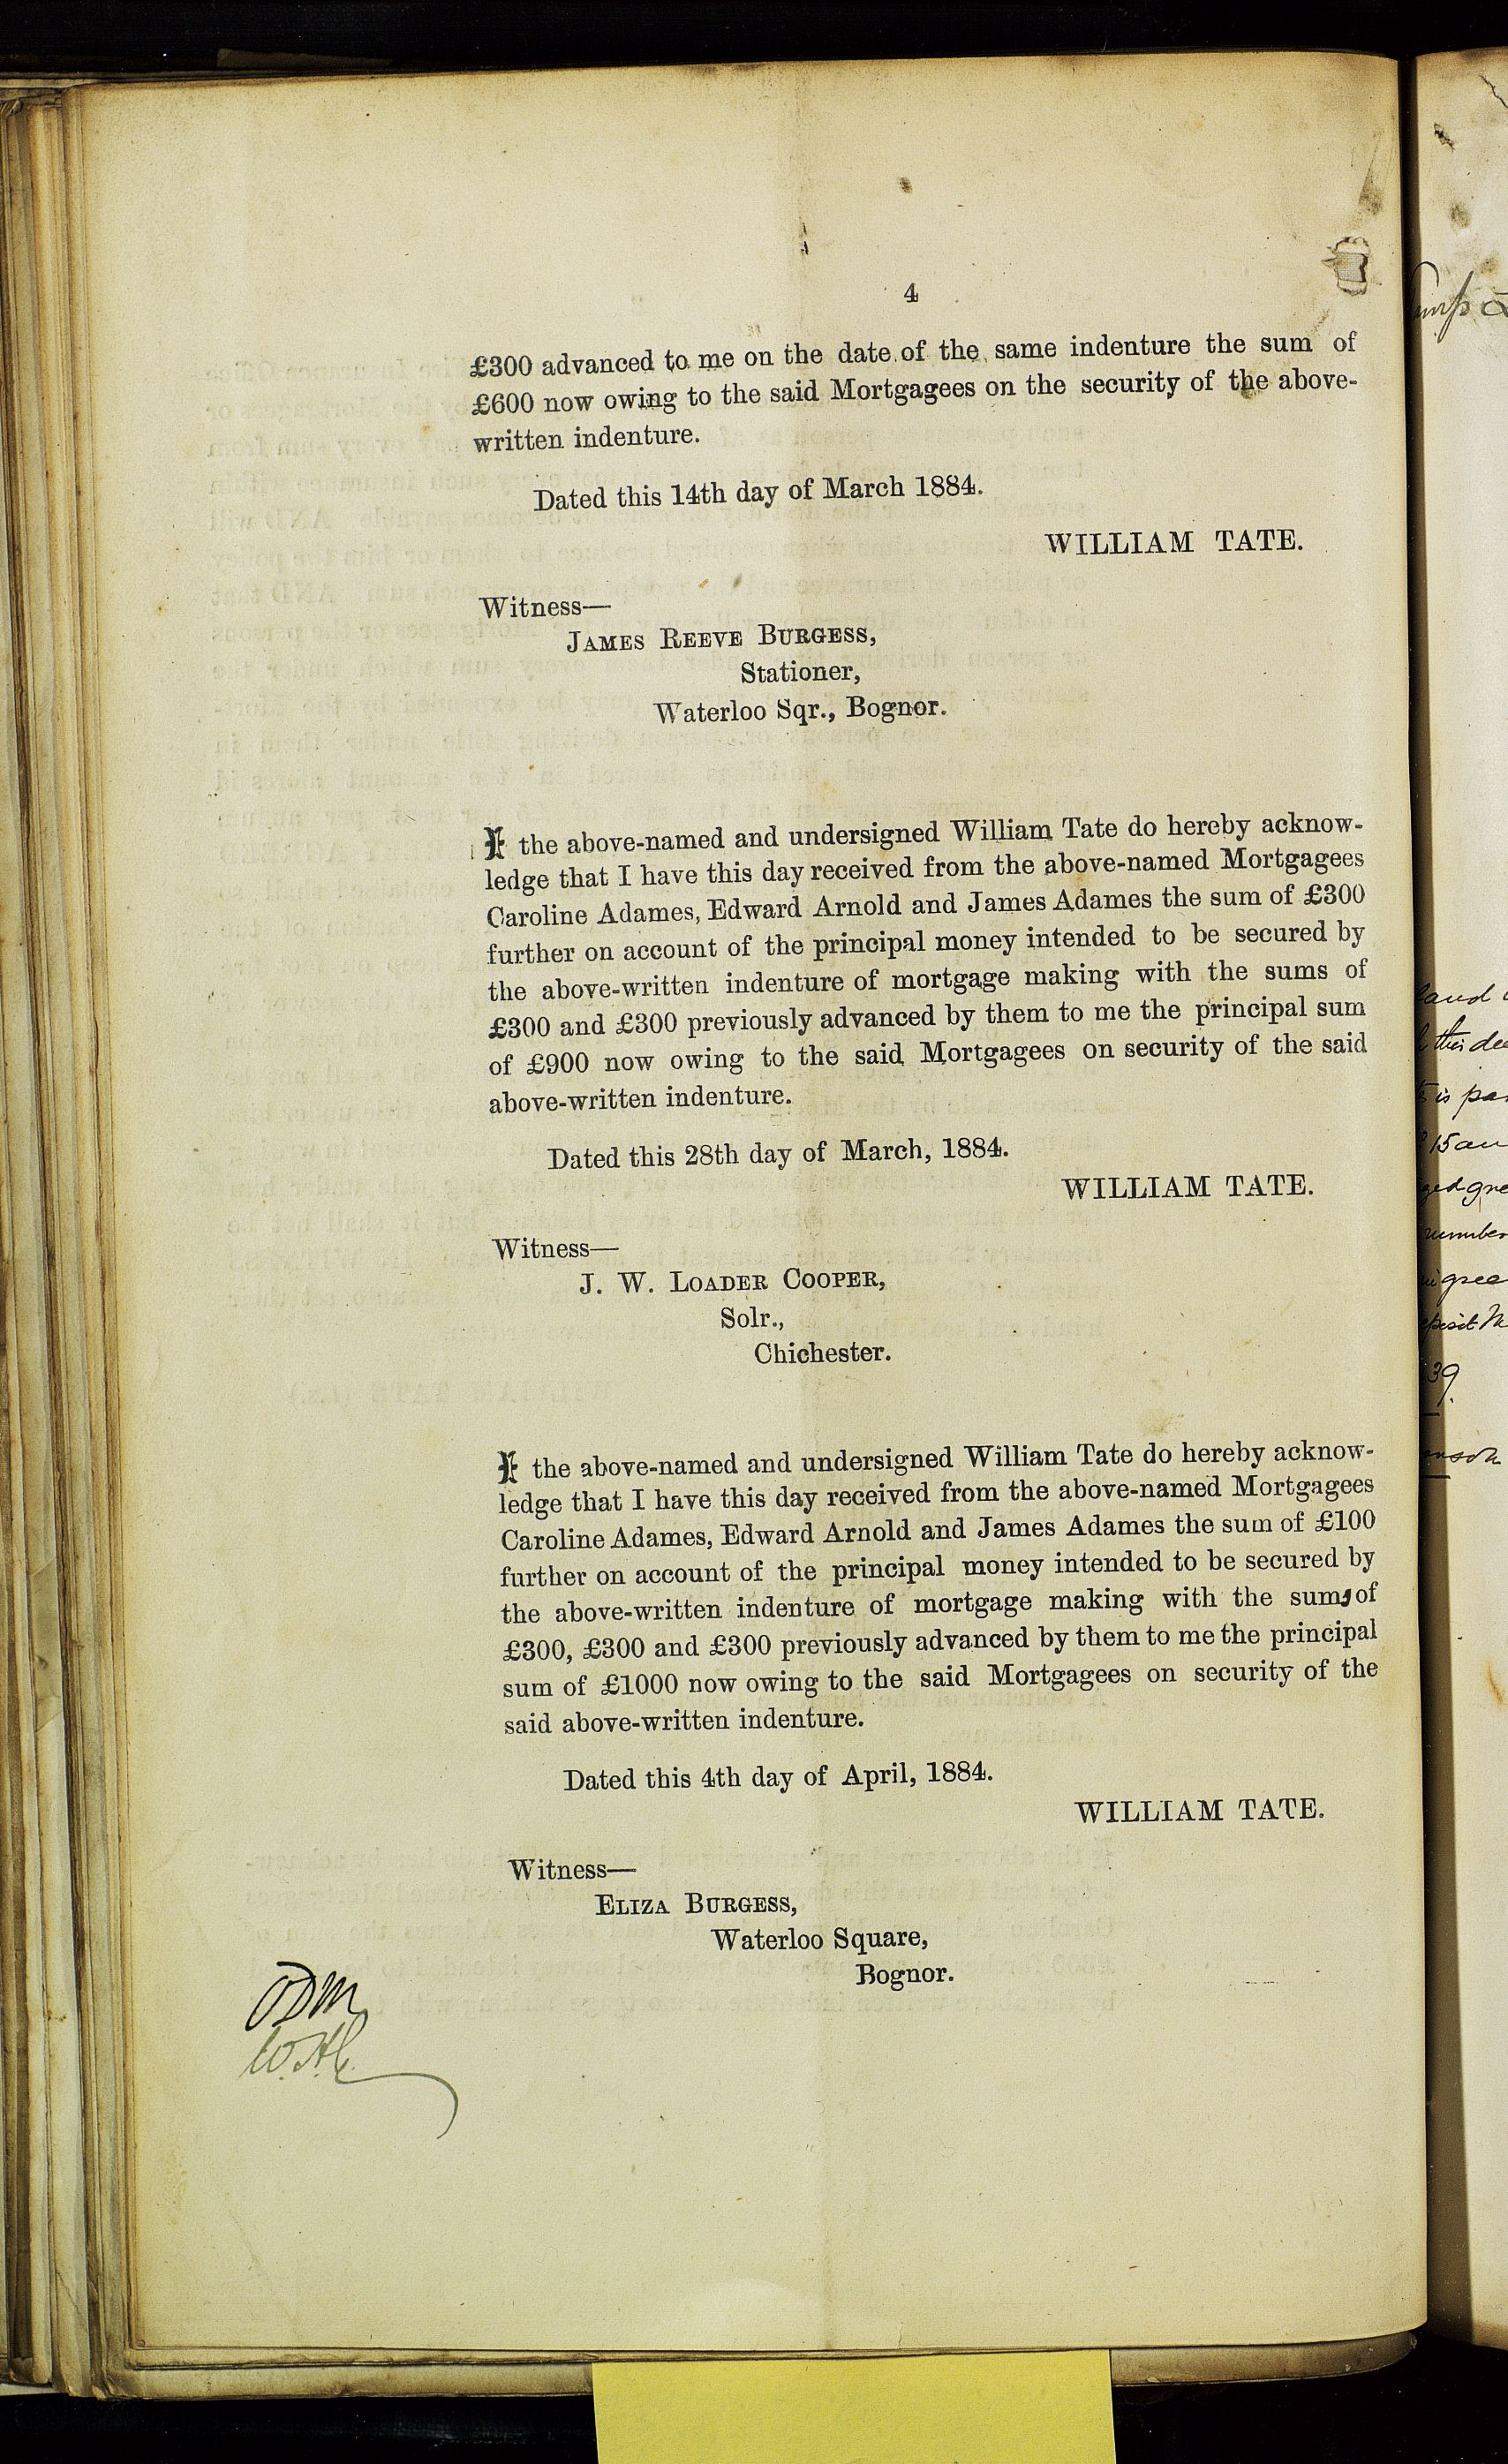 4
£300 advanced to me on the date of the same indenture the sum of
£600 now owing to the said Mortgagees on the security of the above-
written indenture.
Dated this 14th day of March 1884.
WILLIAM TATE.
Witness—
JAMES REEVE BURGESS,
Stationer,
Waterloo Sqr., Bognor.
I the above-named and undersigned William Tate do hereby acknow-
ledge that I have this day received from the above-named Mortgagees
Caroline Adames, Edward Arnold and James Adames the sum of £300
further on account of the principal money intended to be secured by
the above-written indenture of mortgage making with the sums of
£300 and £300 previously advanced by them to me the principal sum
of £900 now owing to the said Mortgagees on security of the said
above-written indenture.
Dated this 28th day of March, 1884.
WILLIAM TATE.
Witness—
J. W. LOADER COOPER,
Solr.,
Chichester.
I the above-named and undersigned William Tate do hereby acknow-
ledge that I have this day received from the above-named Mortgagees
Caroline Adames, Edward Arnold and James Adames the sum of £100
further on account of the principal money intended to be secured by
the above-written indenture of mortgage making with the sums of
£300, £300 and £300 previously advanced by them to me the principal
sum of £1000 now owing to the said Mortgagees on security of the
said above-written indenture.
Dated this 4th day of April, 1884.
WILLIAM TATE.
Witness—
ELIZA BURGESS,
Waterloo Square,
Bognor.